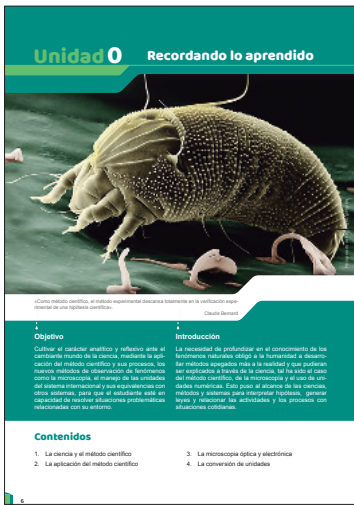 Unidad 0 Recordando lo aprendido
«Como método científico, el método experimental descansa totalmente en la verificación expe-
rimental de una hipótesis científica».
Claude Bernard
Objetivo
Cultivar el carácter analítico y reflexivo ante el
cambiante mundo de la ciencia, mediante la apli-
cación del método científico y sus procesos, los
nuevos métodos de observación de fenómenos
como la microscopía, el manejo de las unidades
del sistema internacional y sus equivalencias con
otros sistemas, para que el estudiante esté en
capacidad de resolver situaciones problemáticas
relacionadas con su entorno.
Introducción
La necesidad de profundizar en el conocimiento de los
fenómenos naturales obligó a la humanidad a desarro-
llar métodos apegados más a la realidad y que pudieran
ser explicados a través de la ciencia, tal ha sido el caso
del método científico, de la microscopía y el uso de uni-
dades numéricas. Esto puso al alcance de las ciencias,
métodos y sistemas para interpretar hipótesis, generar
leyes y relacionar las actividades y los procesos con
situaciones cotidianas.
Contenidos
1. La ciencia y el método científico
2. La aplicación del método científico
3. La microscopia óptica y electrónica
4. La conversión de unidades
6